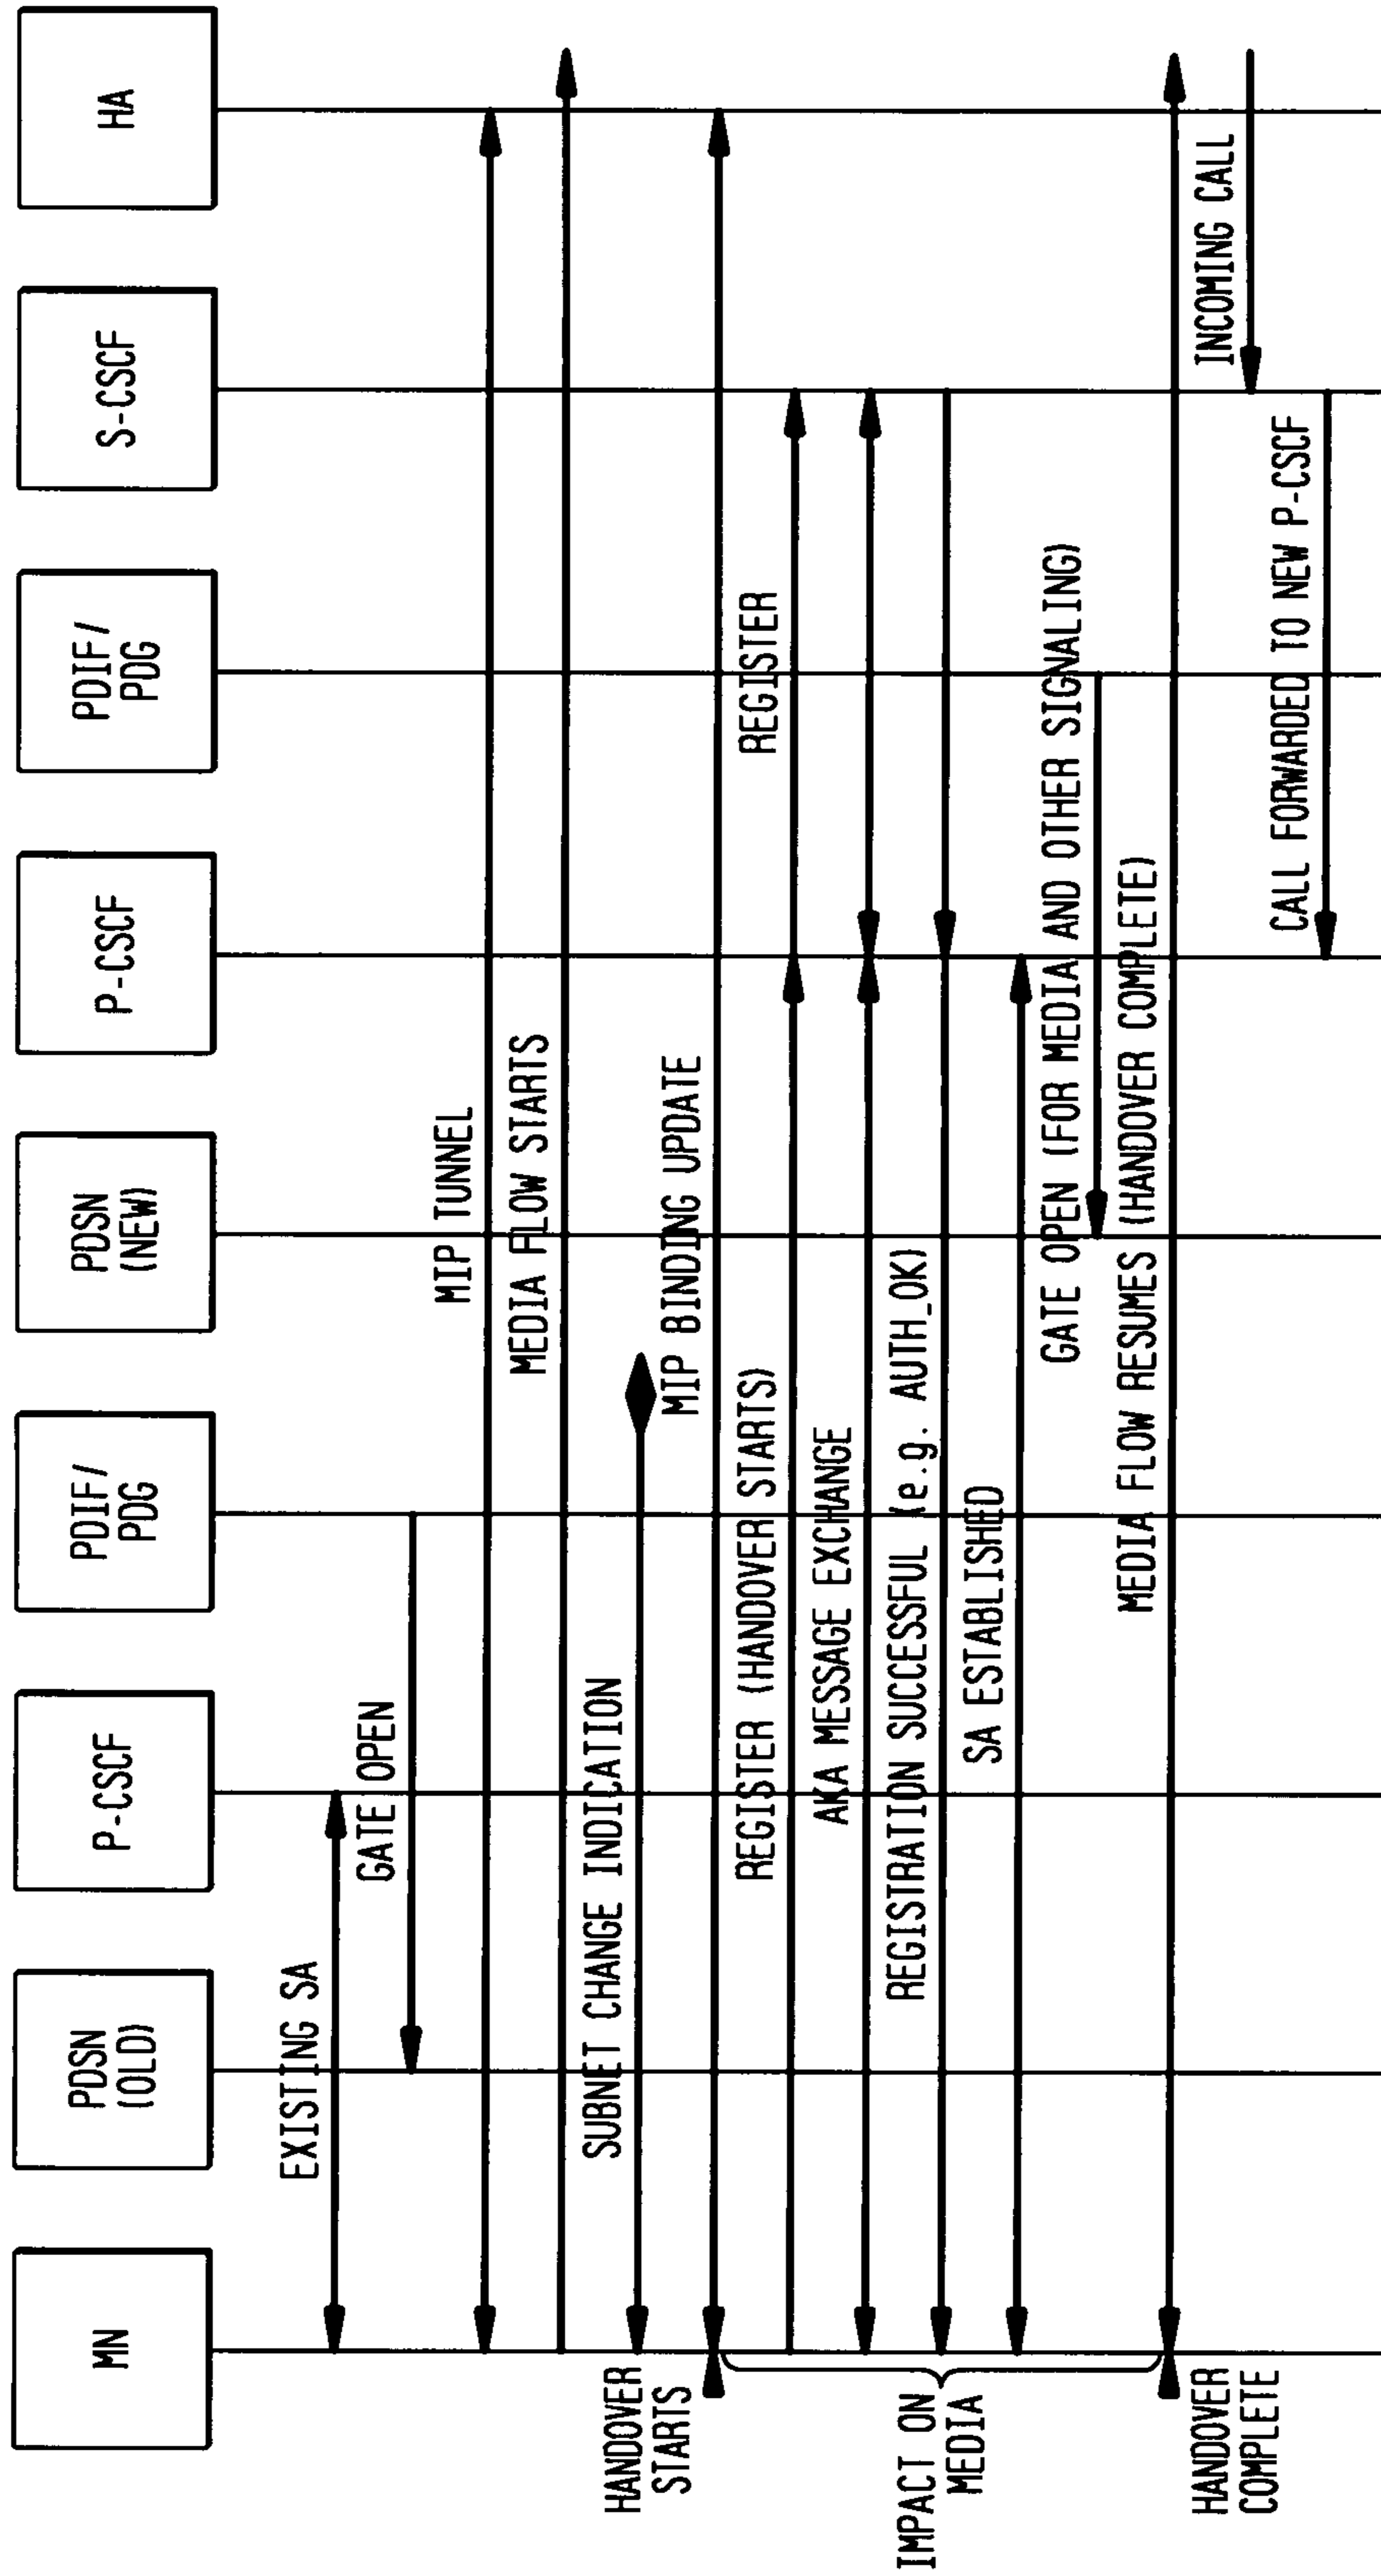 MN
PDSN
(OLD)
P-CSCF
PDIF/
PDG
PDSN
(NEW)
P-CSCF
PDIF/
PDG
S-CSCF
HA
EXISTING SA
GATE OPEN
MIP TUNNEL
MEDIA FLOW STARTS
SUBNET CHANGE INDICATION
HANDOVER
STARTS
MIP BINDING UPDATE
REGISTER (HANDOVER STARTS)
REGISTER
AKA MESSAGE EXCHANGE
IMPACT ON
MEDIA
REGISTRATION SUCCESSFUL (e.g. AUTH_OK)
SA ESTABLISHED
GATE OPEN (FOR MEDIA AND OTHER SIGNALING)
MEDIA FLOW RESUMES (HANDOVER COMPLETE)
HANDOVER
COMPLETE
INCOMING CALL
CALL FORWARDED TO NEW P-CSCF